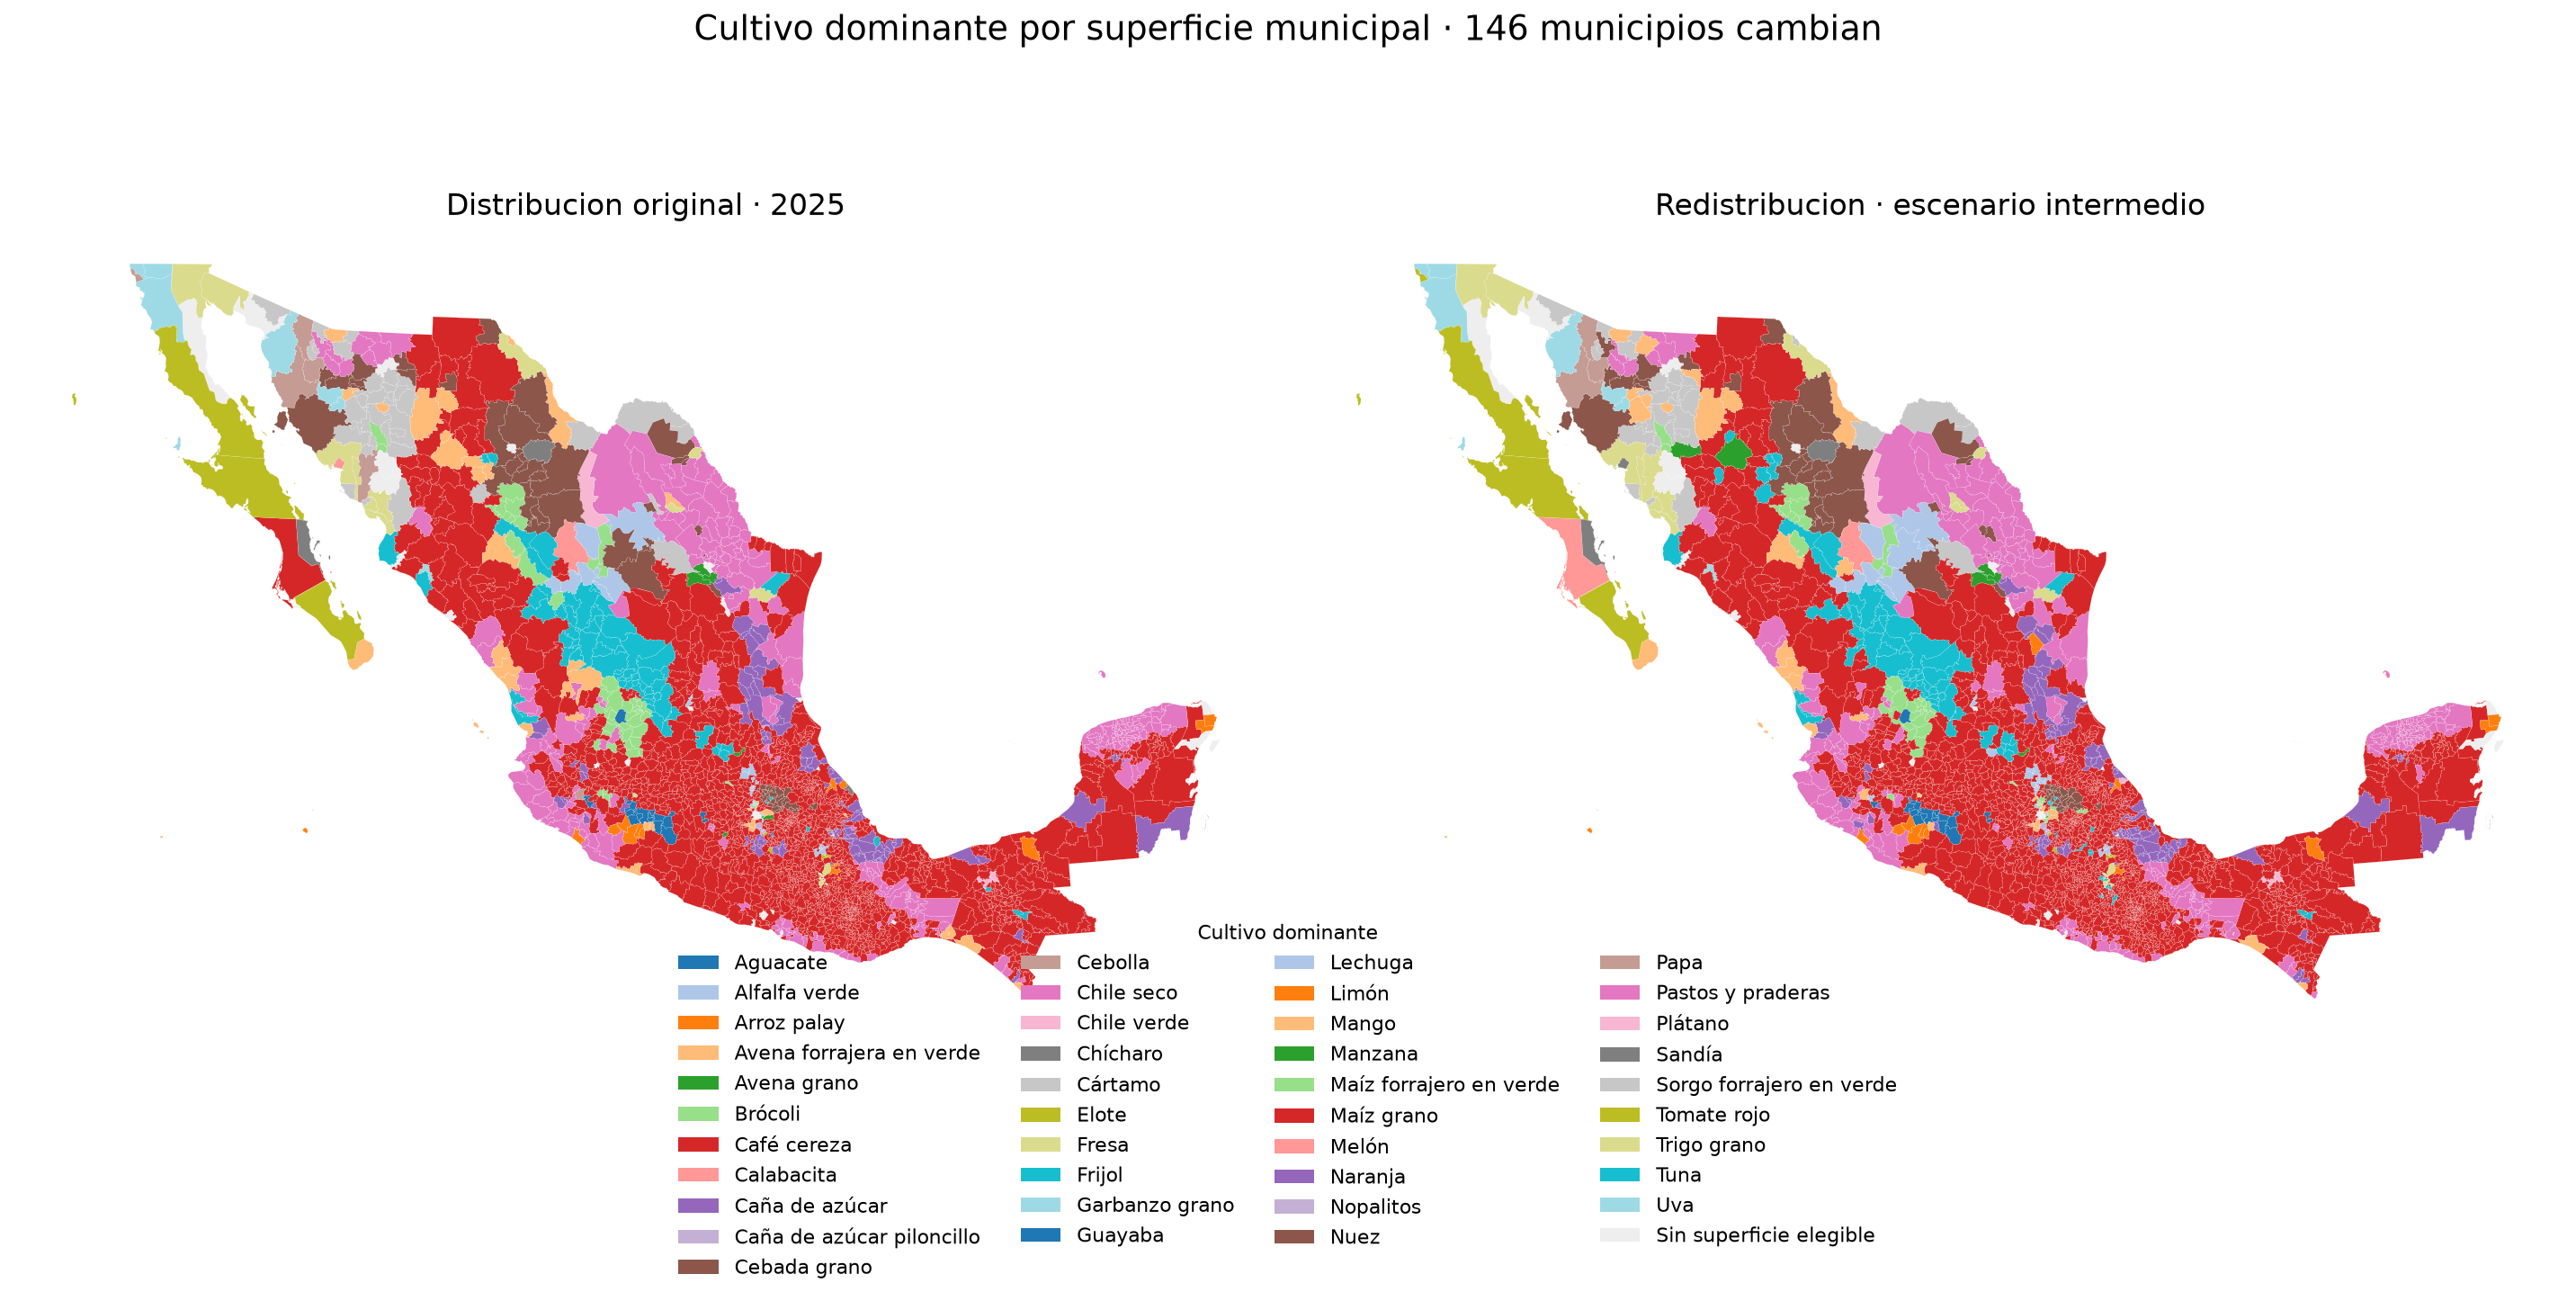 Cultivo dominante por superficie municipal · 146 municipios cambian
Distribucion original · 2025
Redistribucion · escenario intermedio
Cultivo dominante
Aguacate
Alfalfa verde
Arroz palay
Avena forrajera en verde
Avena grano
Brócoli
Café cereza
Calabacita
Caña de azúcar
Caña de azúcar piloncillo
Cebada grano
Cebolla
Chile seco
Chile verde
Chícharo
Cártamo
Elote
Fresa
Frijol
Garbanzo grano
Guayaba
Lechuga
Limón
Mango
Manzana
Maíz forrajero en verde
Maíz grano
Melón
Naranja
Nopalitos
Nuez
Papa
Pastos y praderas
Plátano
Sandía
Sorgo forrajero en verde
Tomate rojo
Trigo grano
Tuna
Uva
Sin superficie elegible